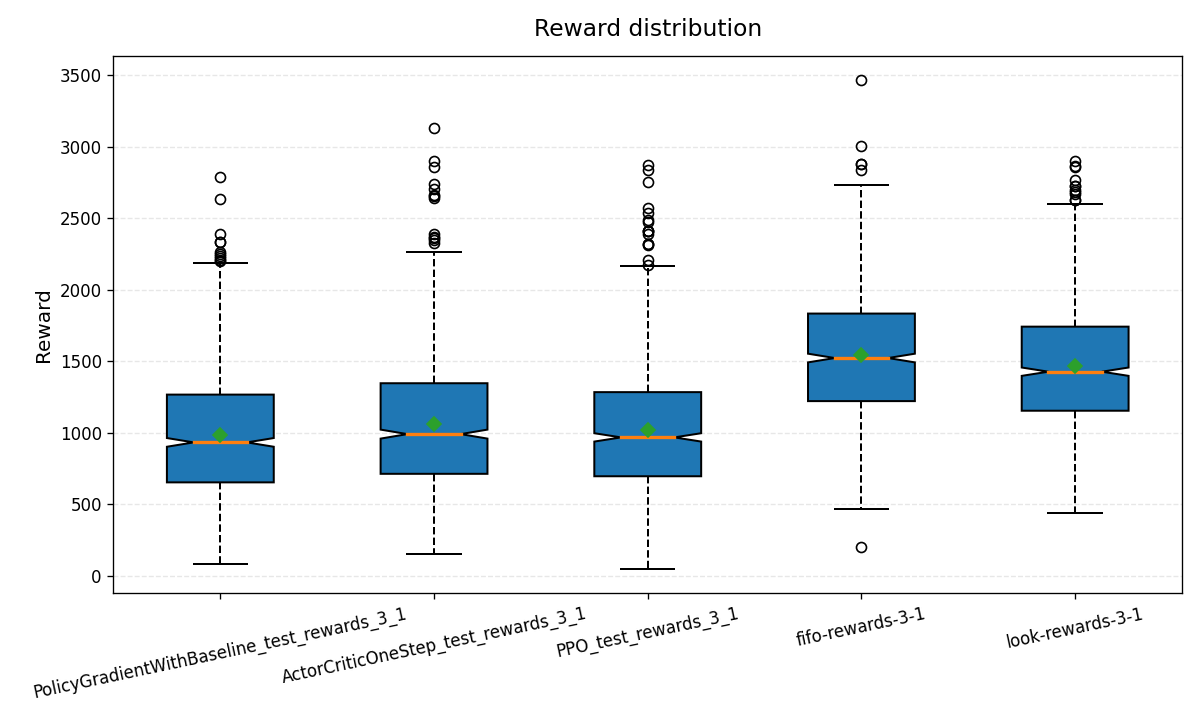 Reward distribution
Reward
3500
3000
2500
2000
1500
1000
500
0
PolicyGradientWithBaseline_test_rewards_3_1
ActorCriticOneStep_test_rewards_3_1
PPO_test_rewards_3_1
fifo-rewards-3-1
look-rewards-3-1